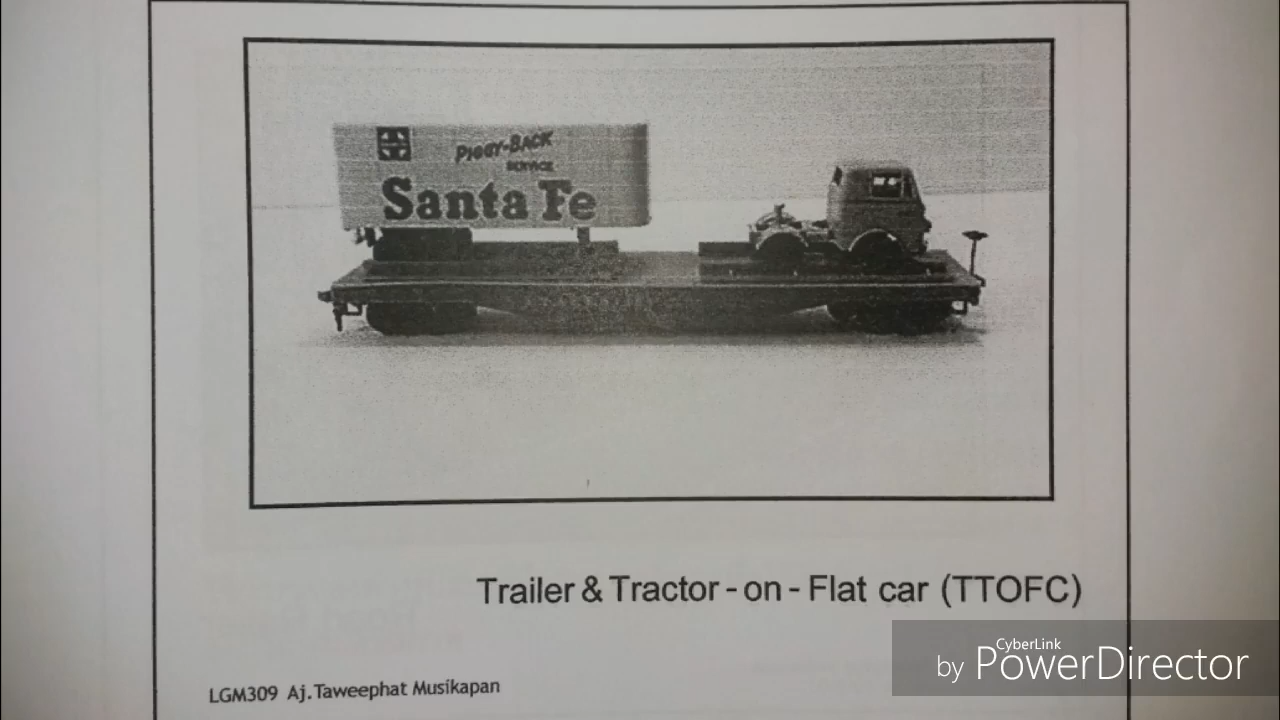 PIGGY-BACK
SERVICE
Santa Fe
Trailer & Tractor - on - Flat car (TTOFC)
LGM309 Aj.Taweephat Musikapan
CyberLink
by PowerDirector